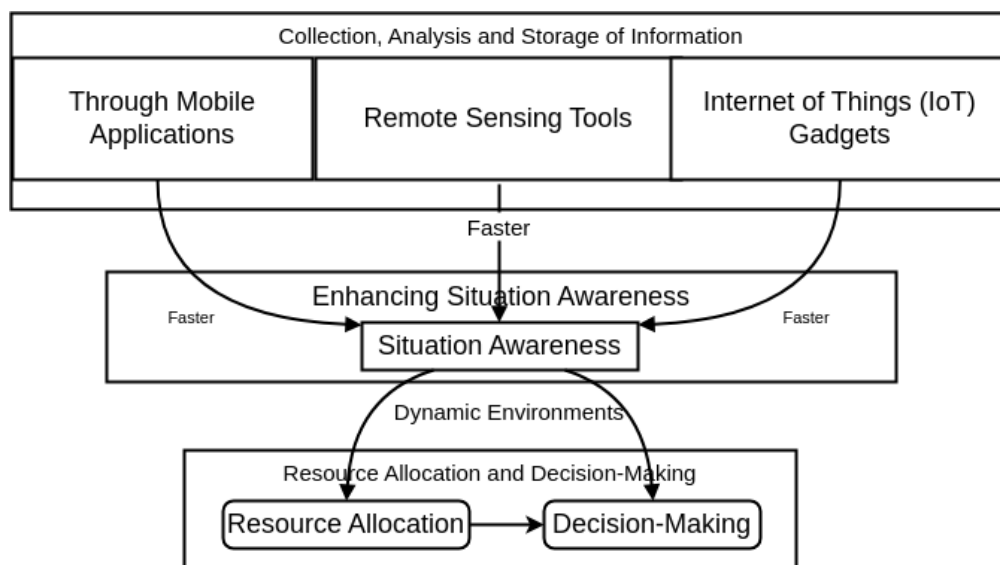 Collection, Analysis and Storage of Information
Through Mobile
Applications
Remote Sensing Tools
Internet of Things (IoT)
Gadgets
Faster
Enhancing Situation Awareness
Faster
Faster
Situation Awareness
Dynamic Environments
Resource Allocation and Decision-Making
Resource Allocation
Decision-Making